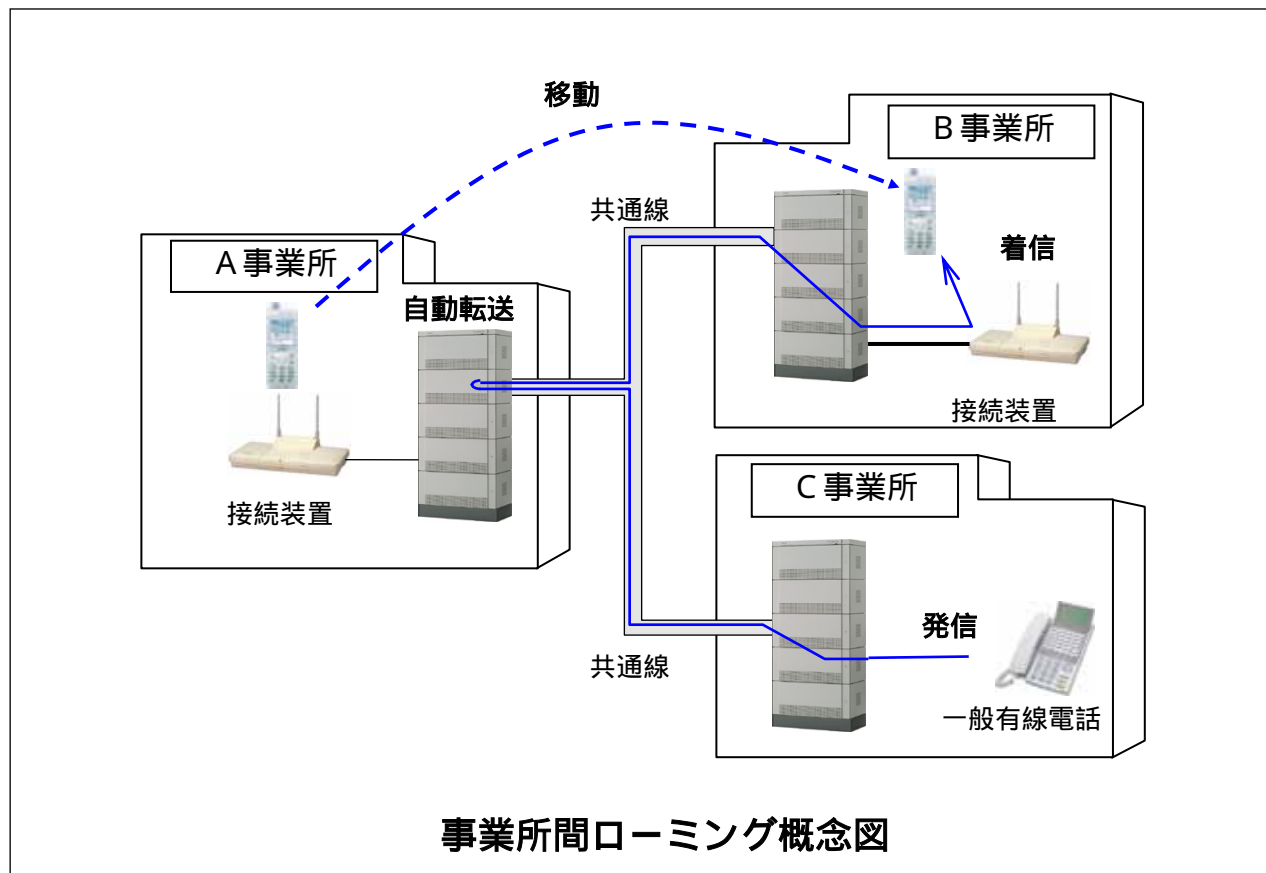 移動
B事業所
共通線
A事業所
着信
自動転送
接続装置
C事業所
接続装置
発信
共通線
一般有線電話
事業所間ローミング概念図